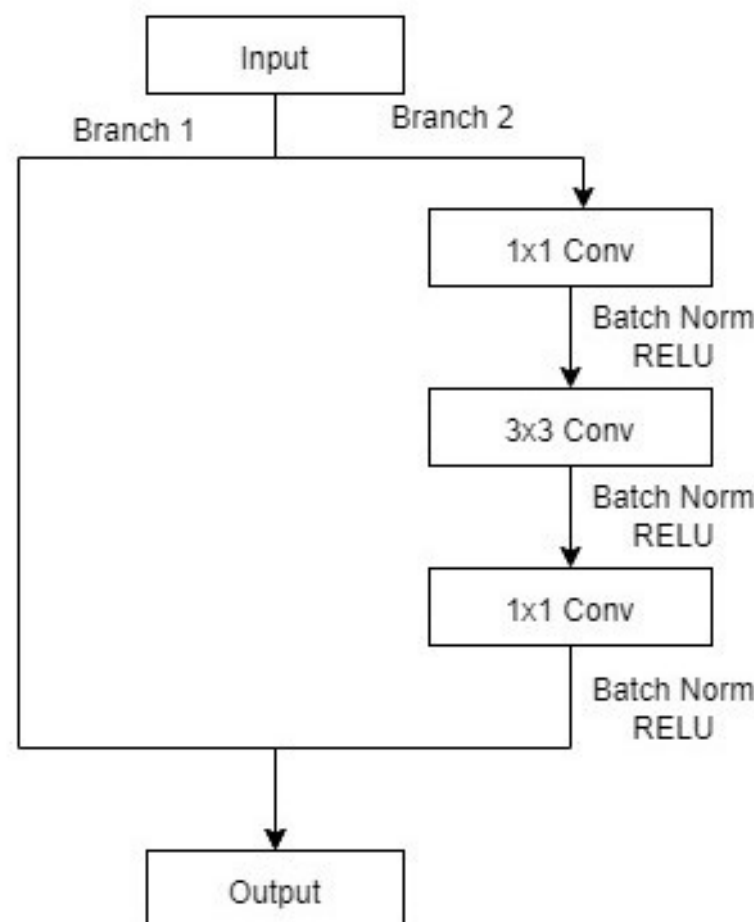 Input
Branch 1
Branch 2
1x1 Conv
Batch Norm
RELU
3x3 Conv
Batch Norm
RELU
1x1 Conv
Batch Norm
RELU
Output